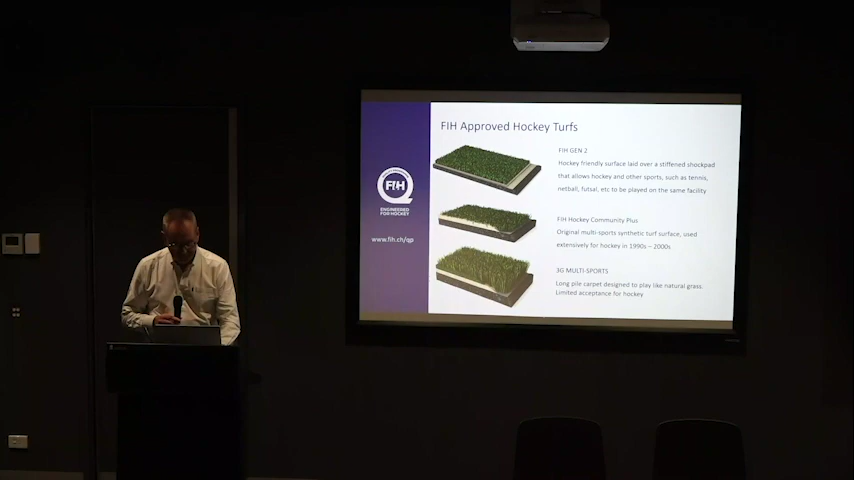 FIH Approved Hockey Turfs
FIH GEN 2
Hockey friendly surface laid over a stiffened shockpad
that allows hockey and other sports, such as tennis,
netball, futsal, etc to be played on the same facility
FIH
ENGINEERED
FOR HOCKEY
www.fih.ch/qp
FIH Hockey Community Plus
Original multi-sports synthetic turf surface, used
extensively for hockey in 1990s – 2000s
3G MULTI-SPORTS
Long pile carpet designed to play like natural grass.
Limited acceptance for hockey